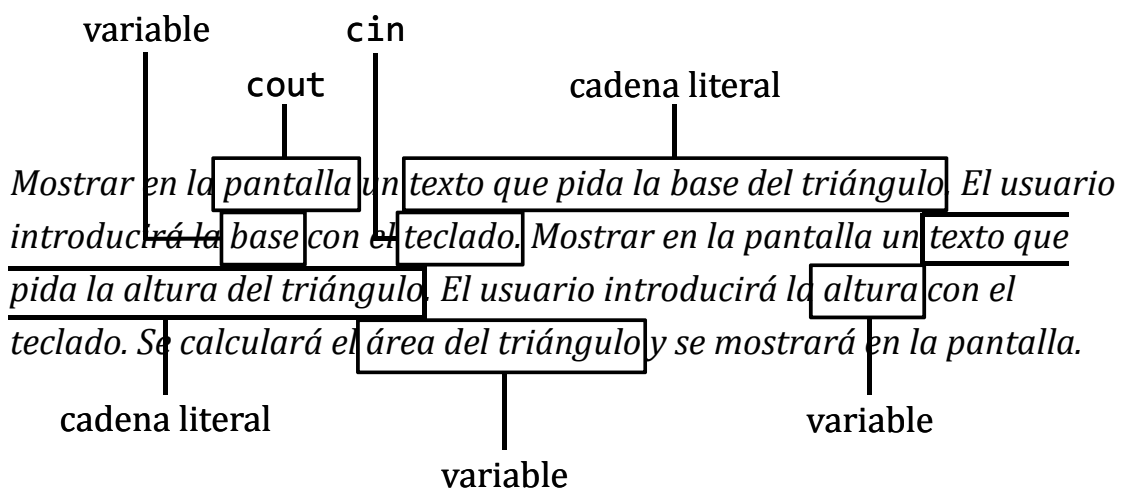 variable cin
cout cadena literal
Mostrar en la pantalla un texto que pida la base del triángulo. El usuario
introducirá la base con el teclado. Mostrar en la pantalla un texto que
pida la altura del triángulo. El usuario introducirá la altura con el
teclado. Se calculará el área del triángulo y se mostrará en la pantalla.
cadena literal variable
variable